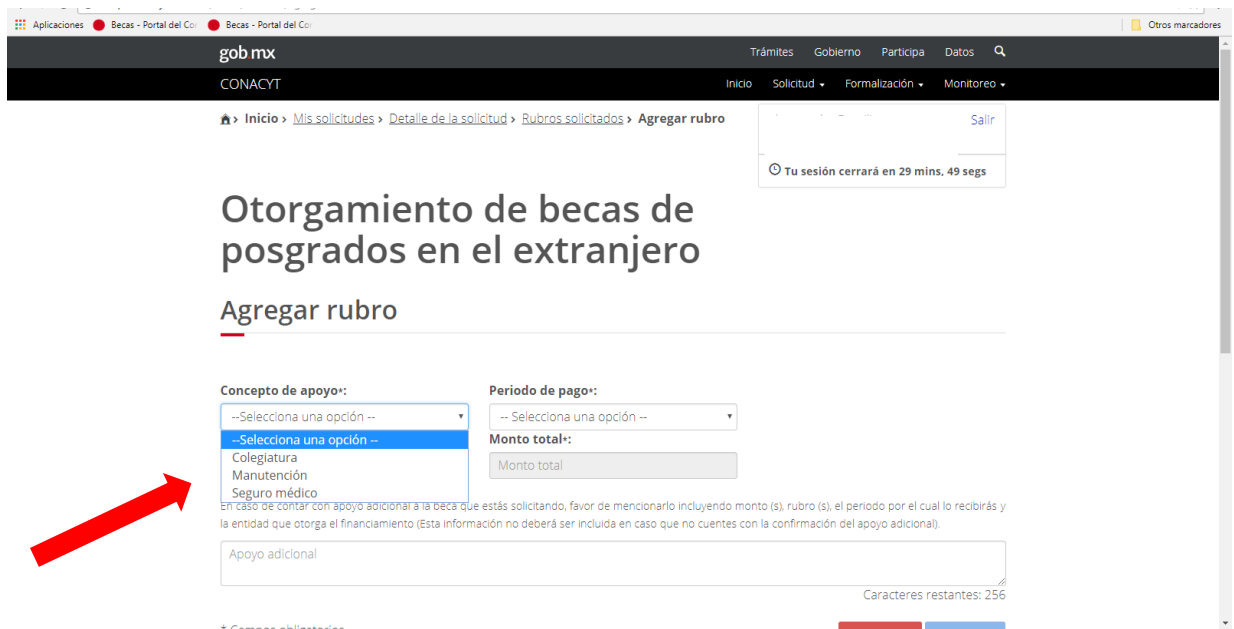 Aplicaciones Becas - Portal del Co Becas - Portal del Co Otros marcadores
gob.mx Trámites Gobierno Participa Datos
CONACYT Inicio Solicitud Formalización Monitoreo
> Inicio > Mis solicitudes > Detalle de la solicitud > Rubros solicitados > Agregar rubro
Salir
Tu sesión cerrará en 29 mins, 49 segs
Otorgamiento de becas de
posgrados en el extranjero
Agregar rubro
Concepto de apoyo*: Periodo de pago*:
--Selecciona una opción -- -- Selecciona una opción --
--Selecciona una opción -- Monto total*:
Colegiatura
Monto total
Manutención
Seguro médico
En caso de contar con apoyo adicional a la beca que estás solicitando, favor de mencionarlo incluyendo monto (s), rubro (s), el periodo por el cual lo recibirás y
la entidad que otorga el financiamiento (Esta información no deberá ser incluida en caso que no cuentes con la confirmación del apoyo adicional).
Apoyo adicional
Caracteres restantes: 256
* Campos obligatorios